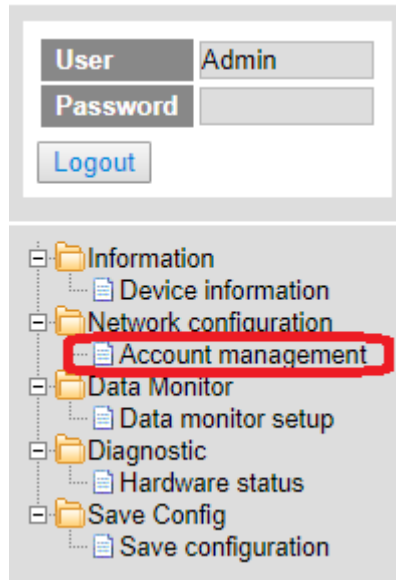 User Admin
Password
Logout
Information
Device information
Network configuration
Account management
Data Monitor
Data monitor setup
Diagnostic
Hardware status
Save Config
Save configuration